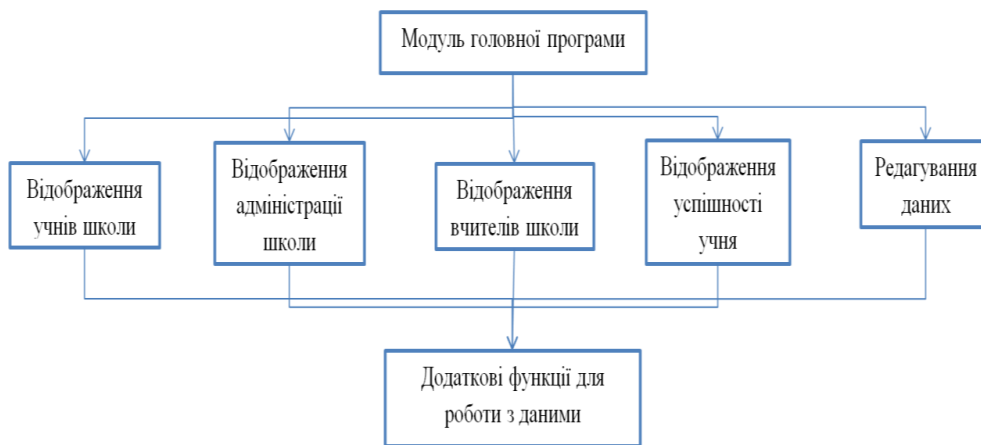 Модуль головної програми
Відображення
учнів школи
Відображення
адміністрації
школи
Відображення
вчителів школи
Відображення
успішності
учня
Редагування
даних
Додаткові функції для
роботи з даними